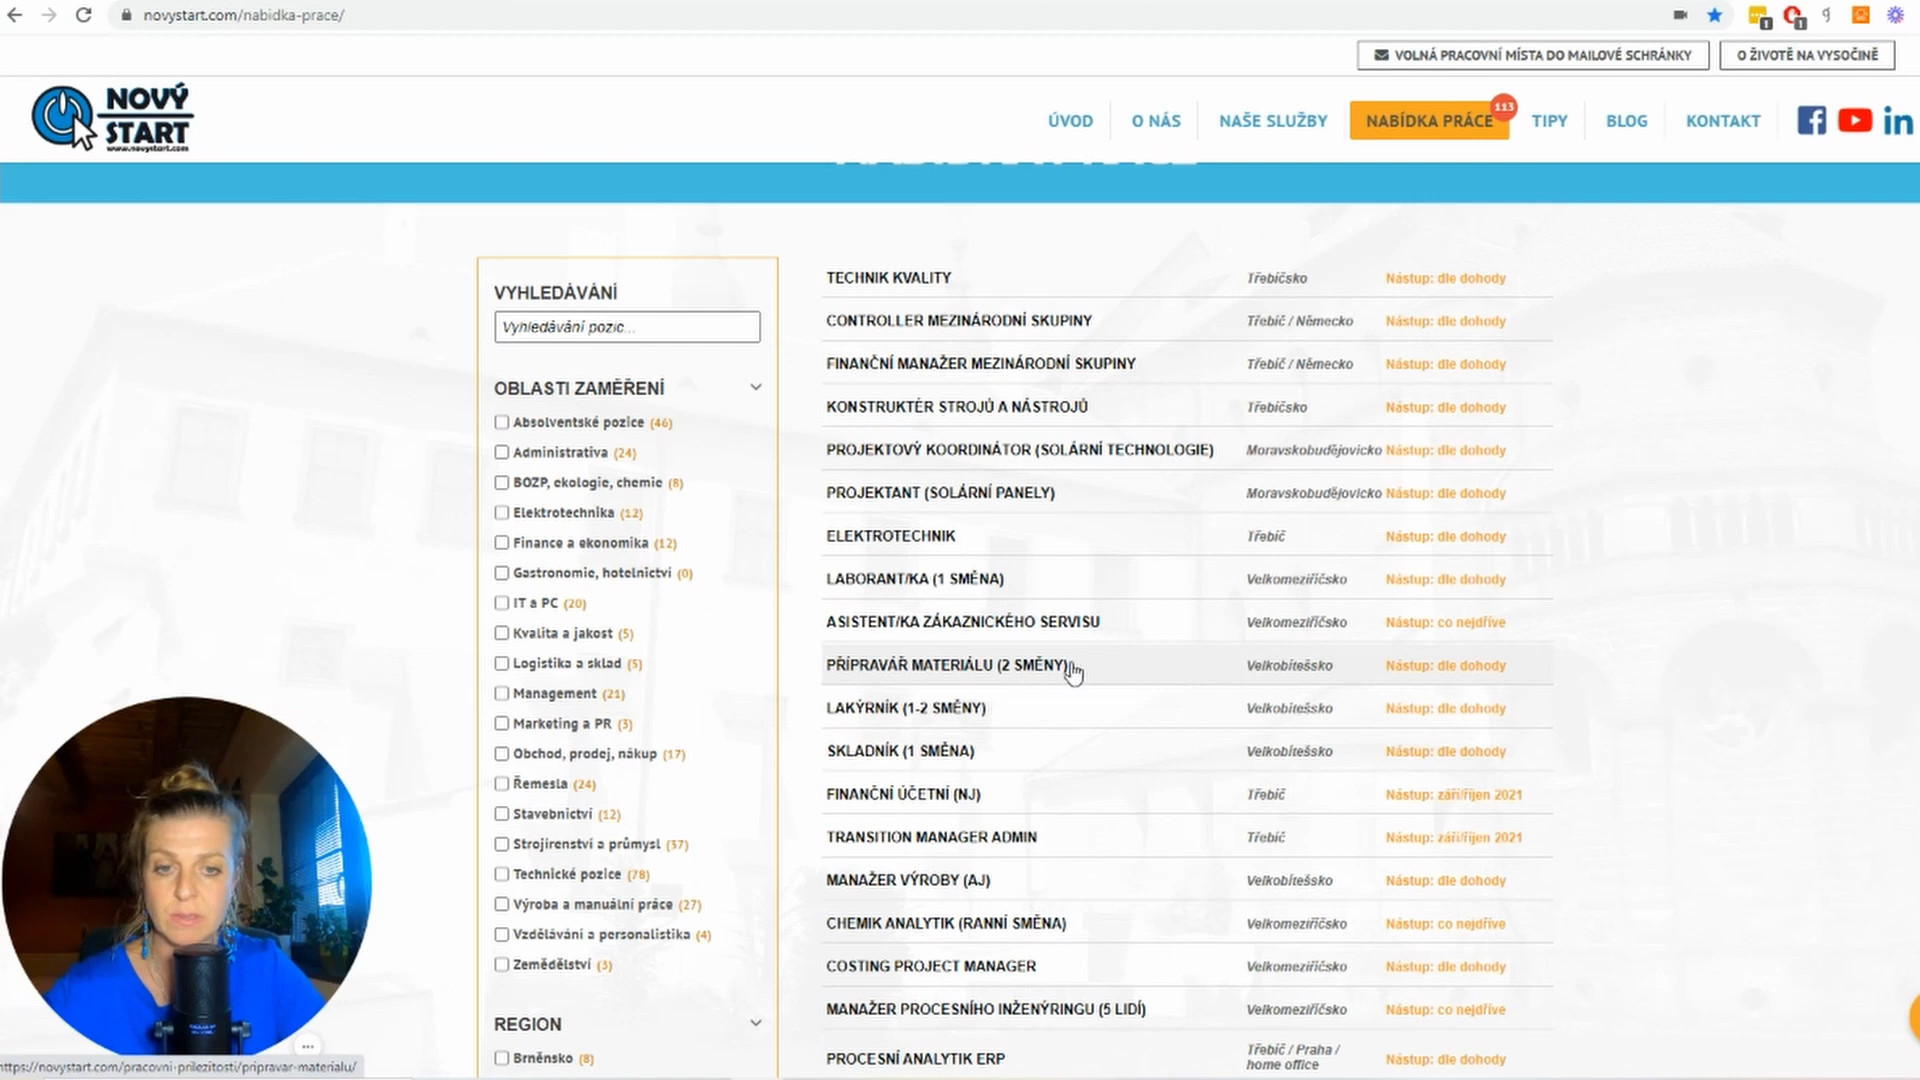 novystart.com/nabidka-prace/
1
1
VOLNÁ PRACOVNÍ MÍSTA DO MAILOVÉ SCHRÁNKY
O ŽIVOTĚ NA VYSOČINĚ
NOVÝ
START
www.novystart.com
ÚVOD
O NÁS
NAŠE SLUŽBY
NABÍDKA PRÁCE
113
TIPY
BLOG
KONTAKT
VYHLEDÁVÁNÍ
Vyhledávání pozic...
OBLASTI ZAMĚŘENÍ
Absolventské pozice (46)
Administrativa (24)
BOZP, ekologie, chemie (8)
Elektrotechnika (12)
Finance a ekonomika (12)
Gastronomie, hotelnictví (0)
IT a PC (20)
Kvalita a jakost (5)
Logistika a sklad (5)
Management (21)
Marketing a PR (3)
Obchod, prodej, nákup (17)
Řemesla (24)
Stavebnictví (12)
Strojírenství a průmysl (37)
Technické pozice (78)
Výroba a manuální práce (27)
Vzdělávání a personalistika (4)
Zemědělství (3)
REGION
Brněnsko (8)
TECHNIK KVALITY Třebíčsko Nástup: dle dohody
CONTROLLER MEZINÁRODNÍ SKUPINY Třebíč / Německo Nástup: dle dohody
FINANČNÍ MANAŽER MEZINÁRODNÍ SKUPINY Třebíč / Německo Nástup: dle dohody
KONSTRUKTÉR STROJŮ A NÁSTROJŮ Třebíčsko Nástup: dle dohody
PROJEKTOVÝ KOORDINÁTOR (SOLÁRNÍ TECHNOLOGIE) Moravskobudějovicko Nástup: dle dohody
PROJEKTANT (SOLÁRNÍ PANELY) Moravskobudějovicko Nástup: dle dohody
ELEKTROTECHNIK Třebíč Nástup: dle dohody
LABORANT/KA (1 SMĚNA) Velkomeziříčsko Nástup: dle dohody
ASISTENT/KA ZÁKAZNICKÉHO SERVISU Velkomeziříčsko Nástup: co nejdříve
PŘÍPRAVÁŘ MATERIÁLU (2 SMĚNY) Velkobítešsko Nástup: dle dohody
LAKÝRNÍK (1-2 SMĚNY) Velkobítešsko Nástup: dle dohody
SKLADNÍK (1 SMĚNA) Velkobítešsko Nástup: dle dohody
FINANČNÍ ÚČETNÍ (NJ) Třebíč Nástup: září/říjen 2021
TRANSITION MANAGER ADMIN Třebíč Nástup: září/říjen 2021
MANAŽER VÝROBY (AJ) Velkobítešsko Nástup: dle dohody
CHEMIK ANALYTIK (RANNÍ SMĚNA) Velkomeziříčsko Nástup: co nejdříve
COSTING PROJECT MANAGER Velkomeziříčsko Nástup: dle dohody
MANAŽER PROCESNÍHO INŽENÝRINGU (5 LIDÍ) Velkomeziříčsko Nástup: co nejdříve
PROCESNÍ ANALYTIK ERP Třebíč / Praha / home office Nástup: dle dohody
https://novystart.com/pracovni-prilezitosti/pripravar-materialu/